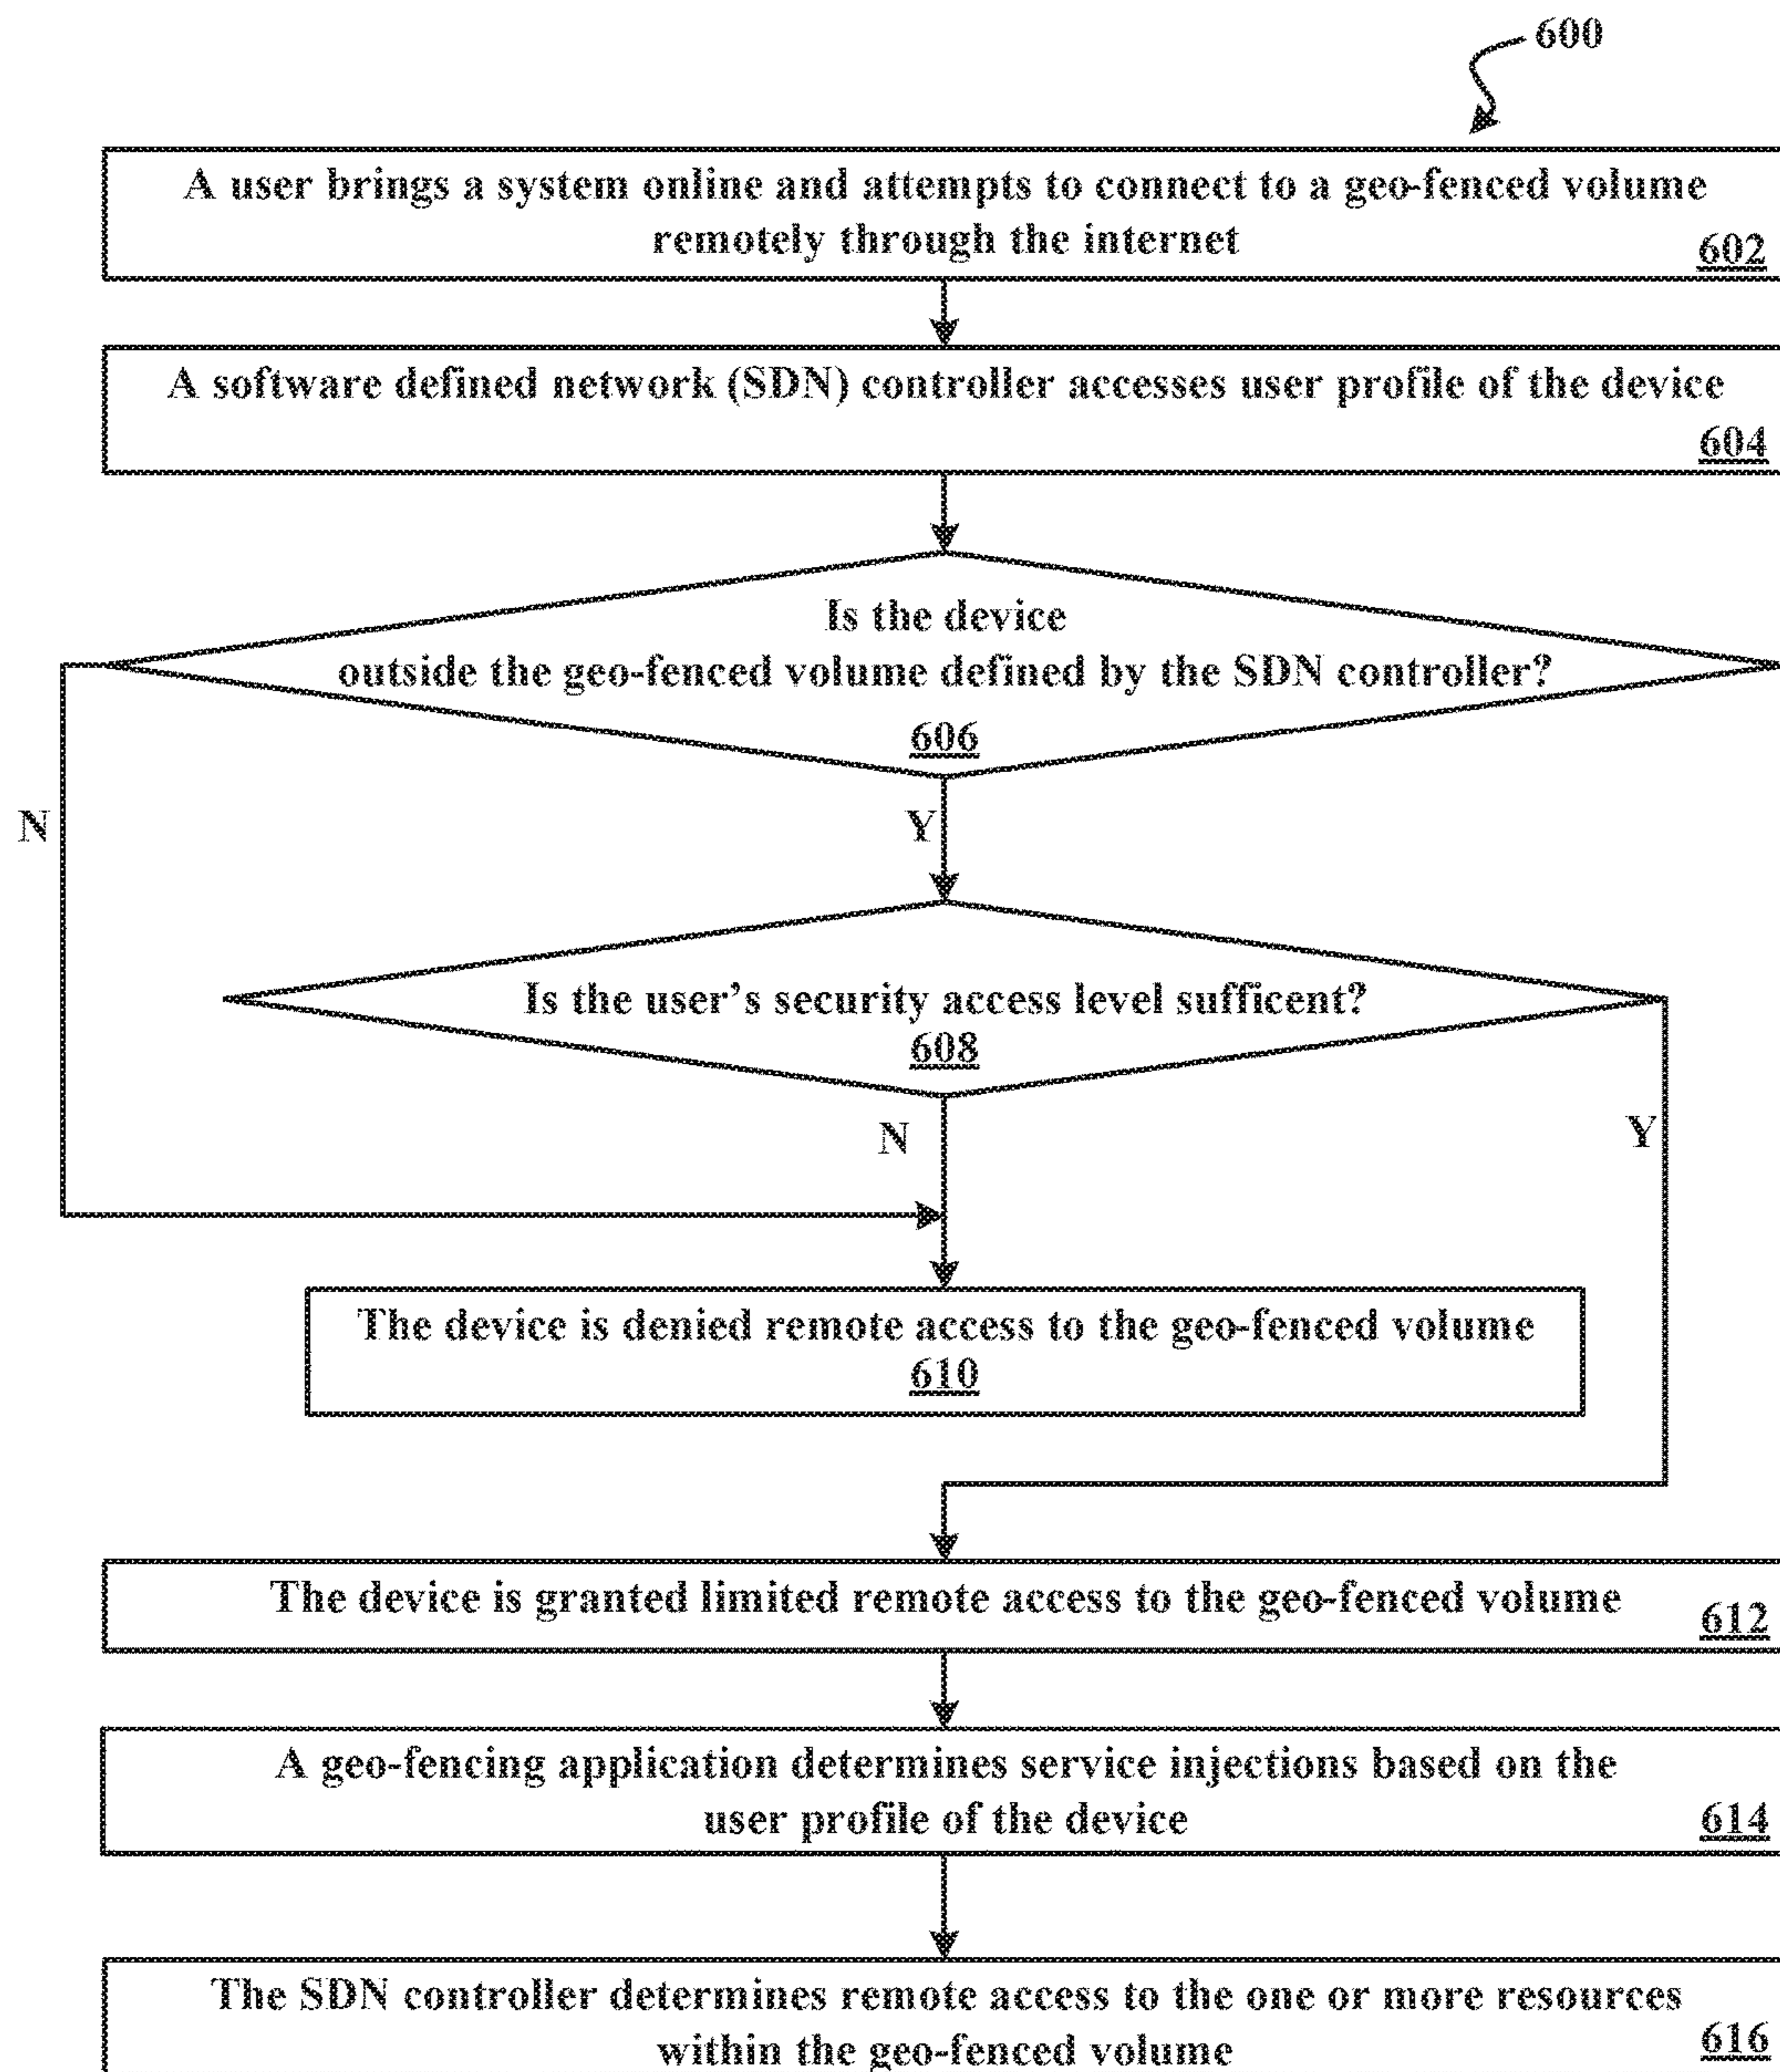 600
A user brings a system online and attempts to connect to a geo-fenced volume
remotely through the internet
602
A software defined network (SDN) controller accesses user profile of the device
604
Is the device
outside the geo-fenced volume defined by the SDN controller?
606
N
Y
Is the user's security access level sufficent?
608
N
Y
The device is denied remote access to the geo-fenced volume
610
The device is granted limited remote access to the geo-fenced volume
612
A geo-fencing application determines service injections based on the
user profile of the device
614
The SDN controller determines remote access to the one or more resources
within the geo-fenced volume
616